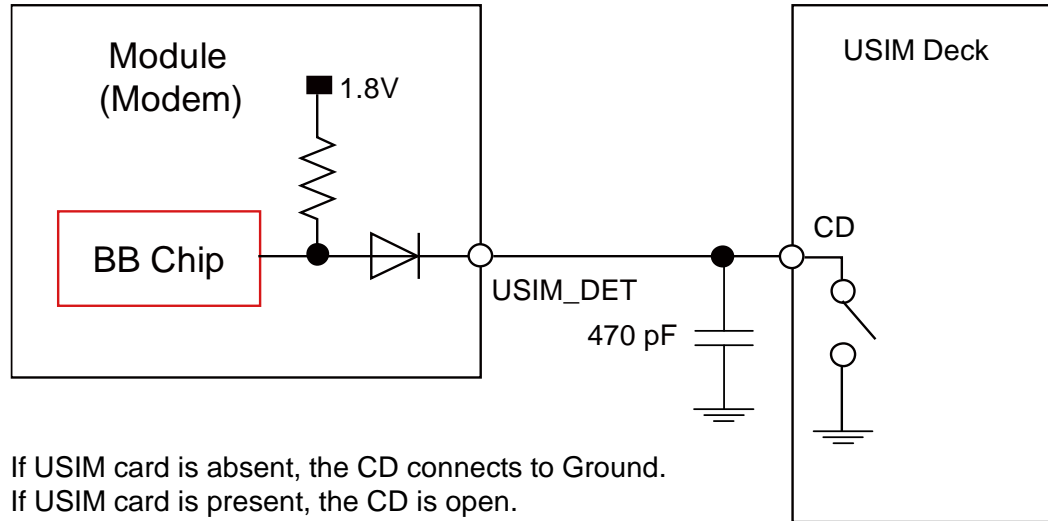 Module
(Modem)
1.8V
BB Chip
USIM_DET
470 pF
USIM Deck
CD
If USIM card is absent, the CD connects to Ground.
If USIM card is present, the CD is open.